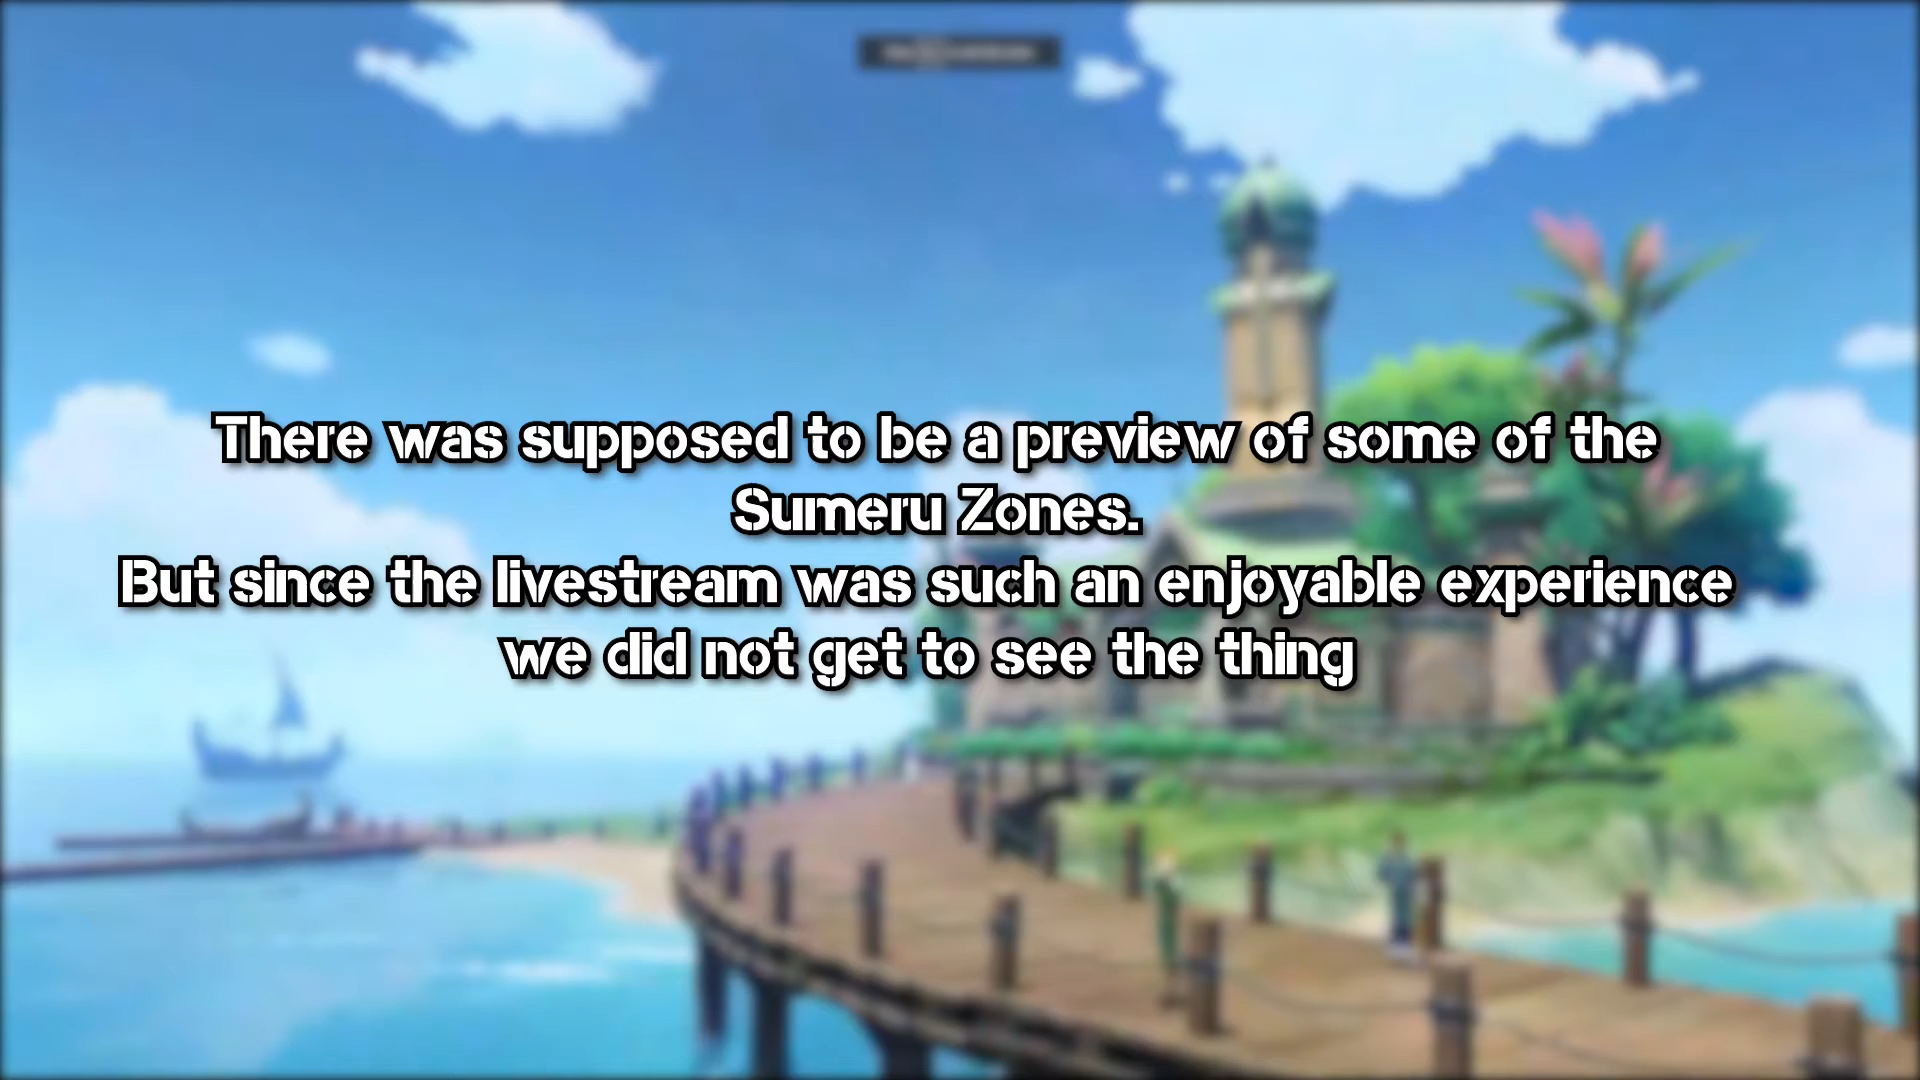 There was supposed to be a preview of some of the
Sumeru Zones.
But since the livestream was such an enjoyable experience
we did not get to see the thing